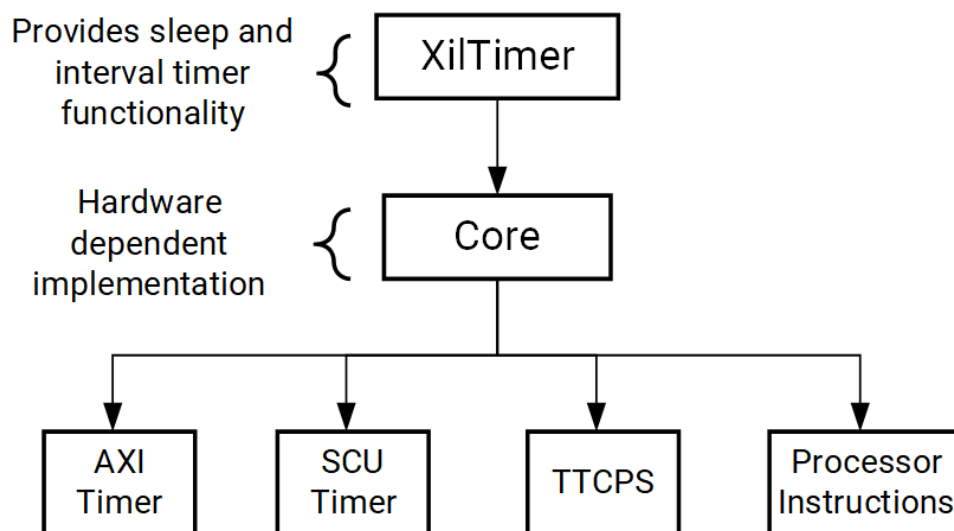 Provides sleep and
interval timer
functionality
XilTimer
Hardware
dependent
implementation
Core
AXI
Timer
SCU
Timer
TTCPS
Processor
Instructions